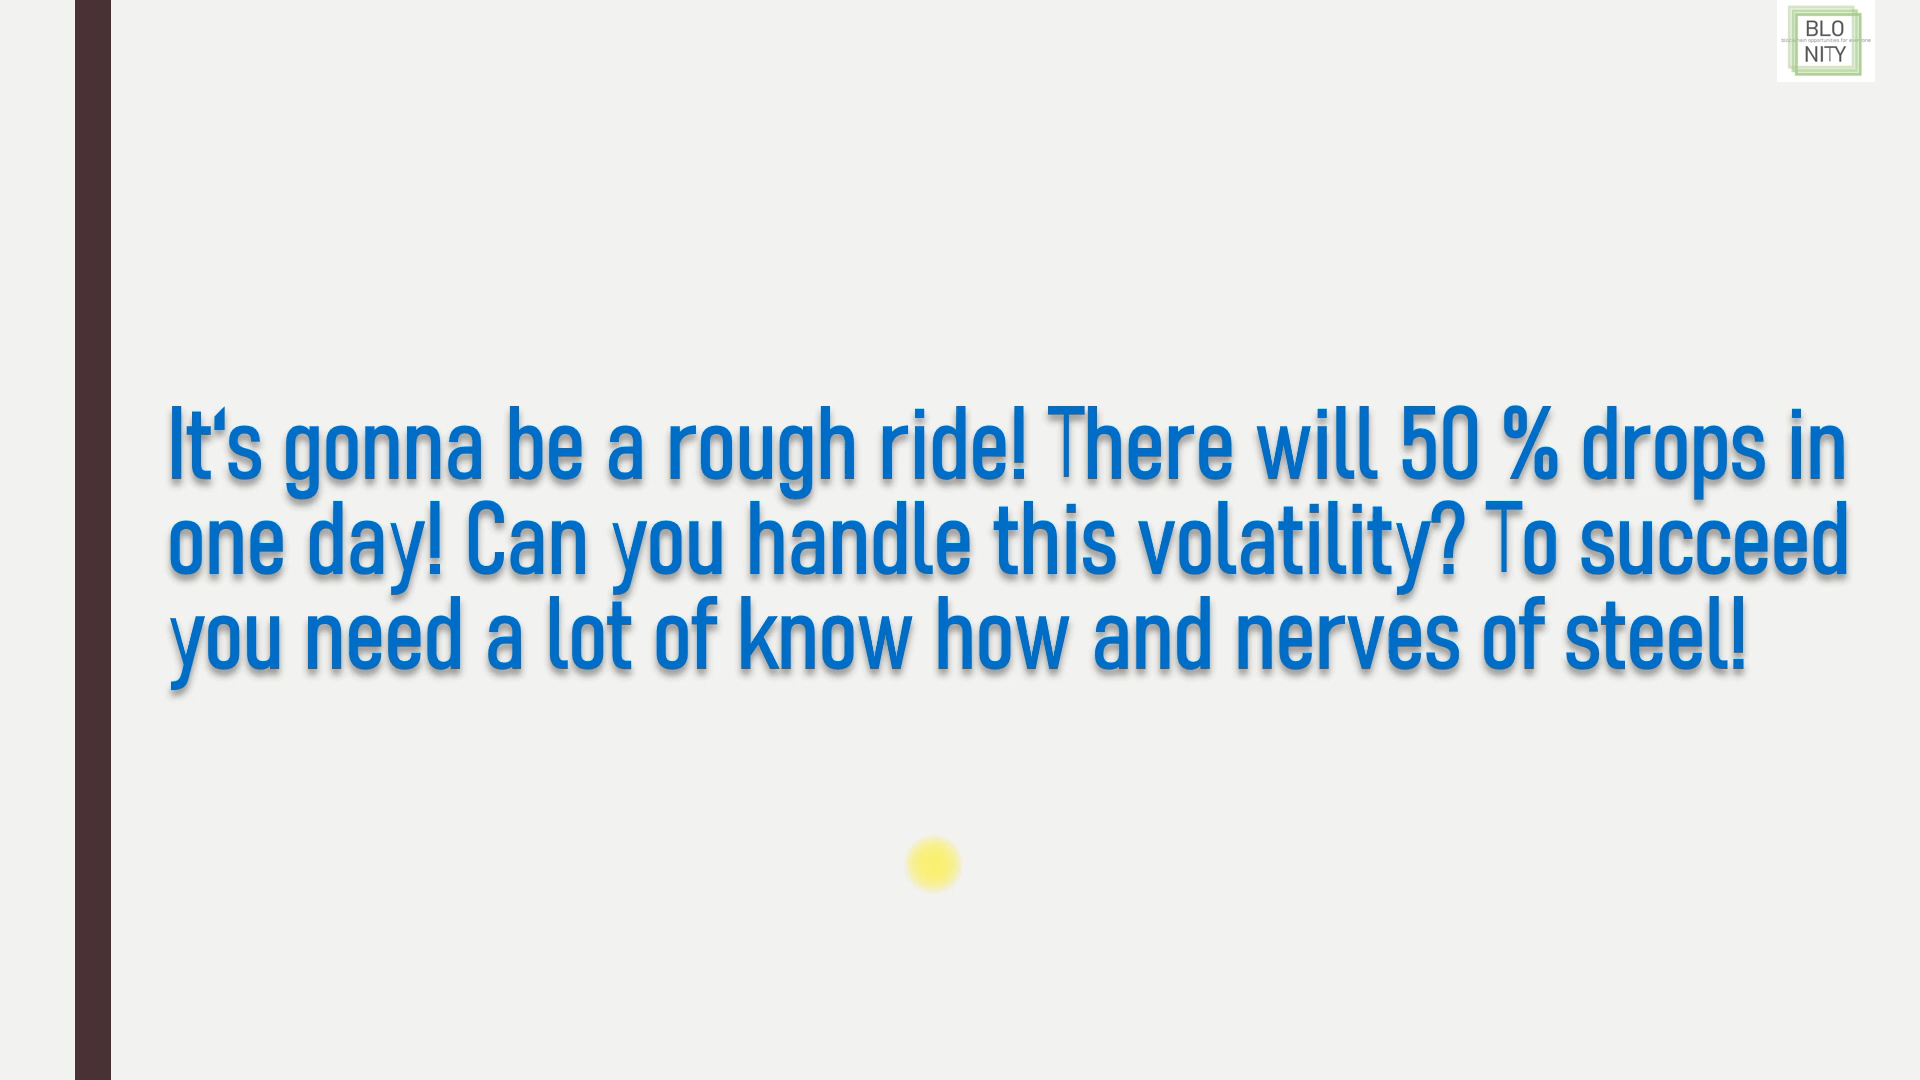 BLO
NITY
It‘s gonna be a rough ride! There will 50 % drops in
one day! Can you handle this volatility? To succeed
you need a lot of know how and nerves of steel!